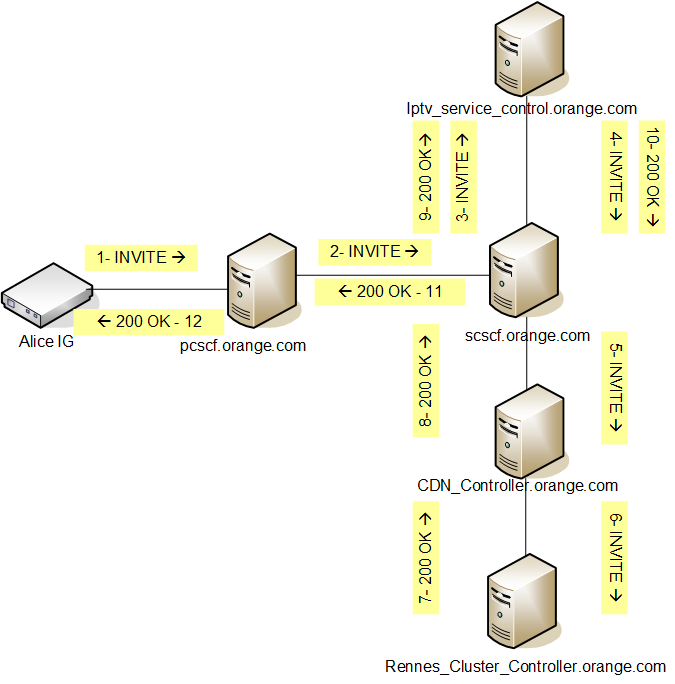 Iptv_service_control.orange.com
9- 200 OK →
3- INVITE →
4- INVITE →
10- 200 OK →
1- INVITE →
2- INVITE →
← 200 OK - 11
← 200 OK - 12
Alice IG
pcscf.orange.com
scscf.orange.com
8- 200 OK →
5- INVITE →
CDN_Controller.orange.com
7- 200 OK →
6- INVITE →
Rennes_Cluster_Controller.orange.com